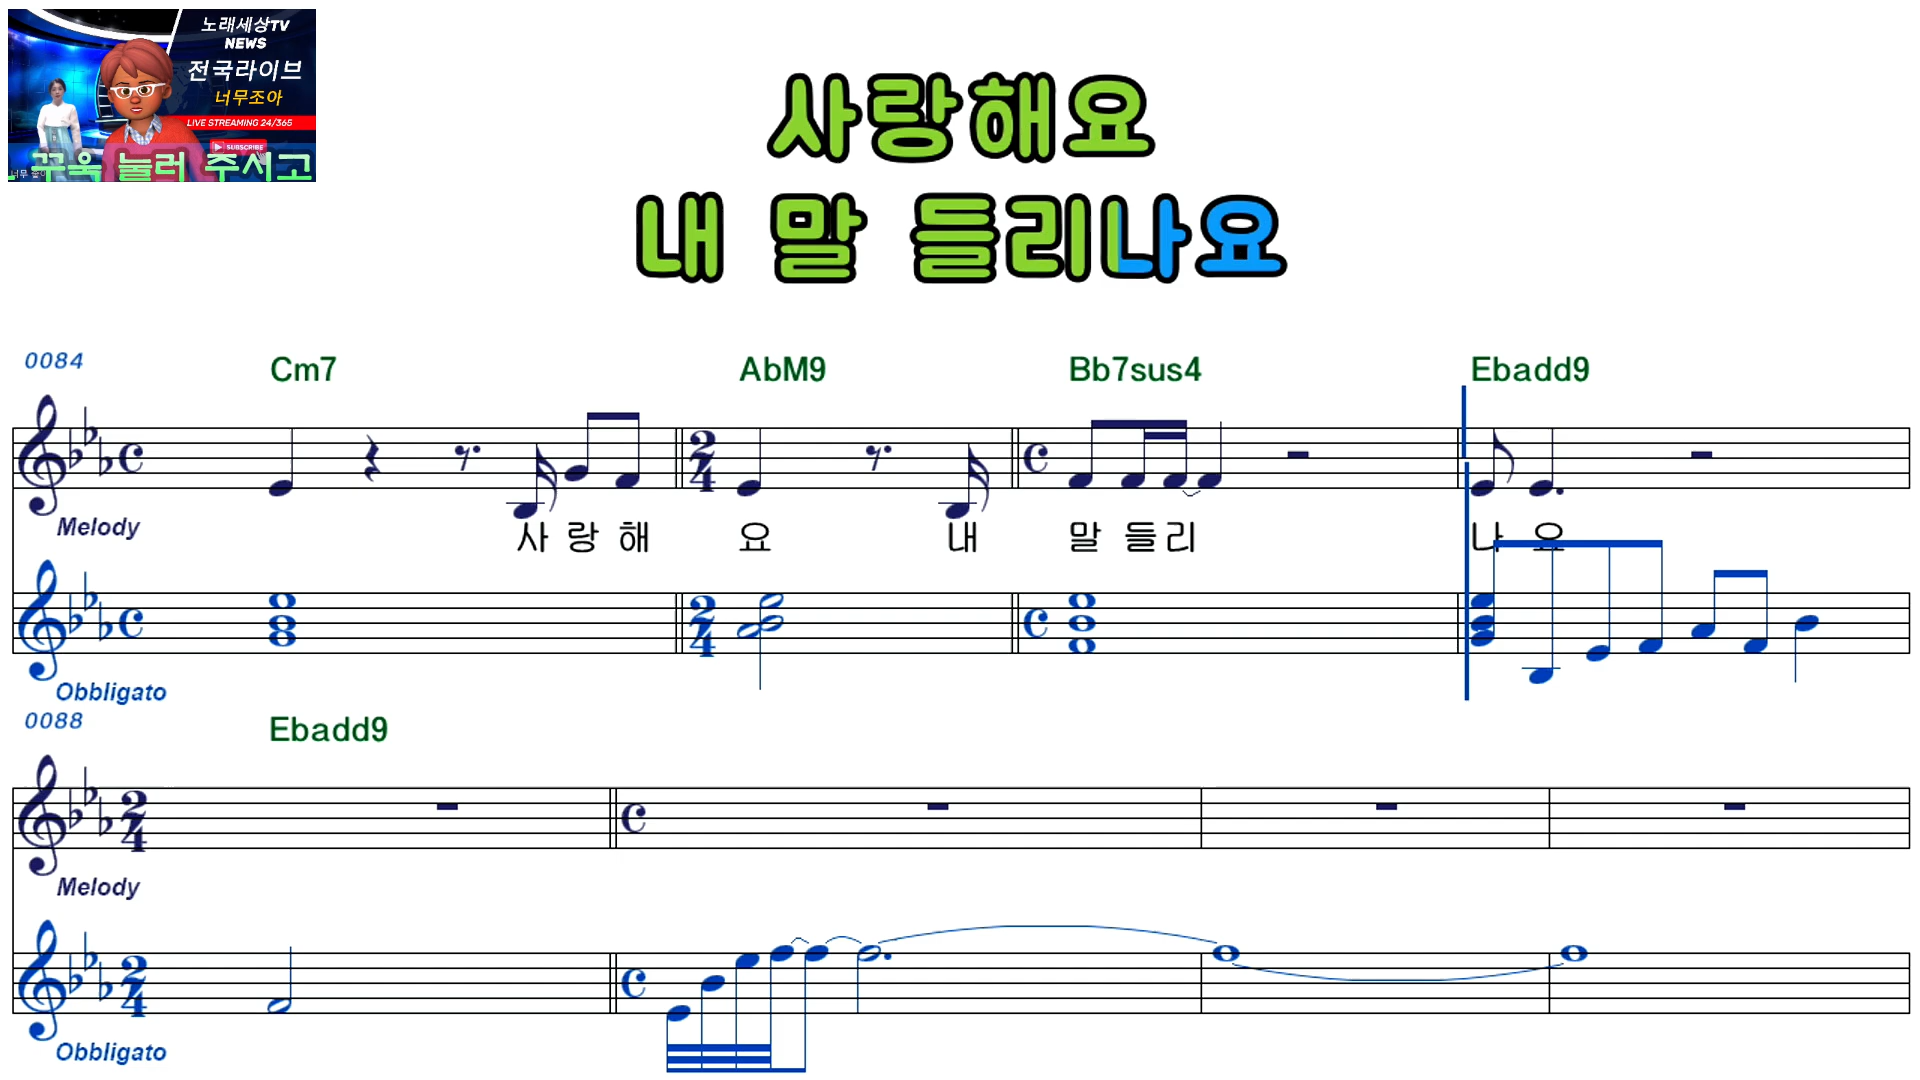 노래세상TV
NEWS
전국라이브
너무조아
LIVE STREAMING 24/365
SUBSCRIBE
꾸욱 눌러 주시고
사랑해요
내 말 들리나요
0084
Cm7 AbM9 Bb7sus4 Ebadd9
Melody
사 랑 해 요 내 말 들 리 나 요
Obbligato
0088
Ebadd9
Melody
Obbligato